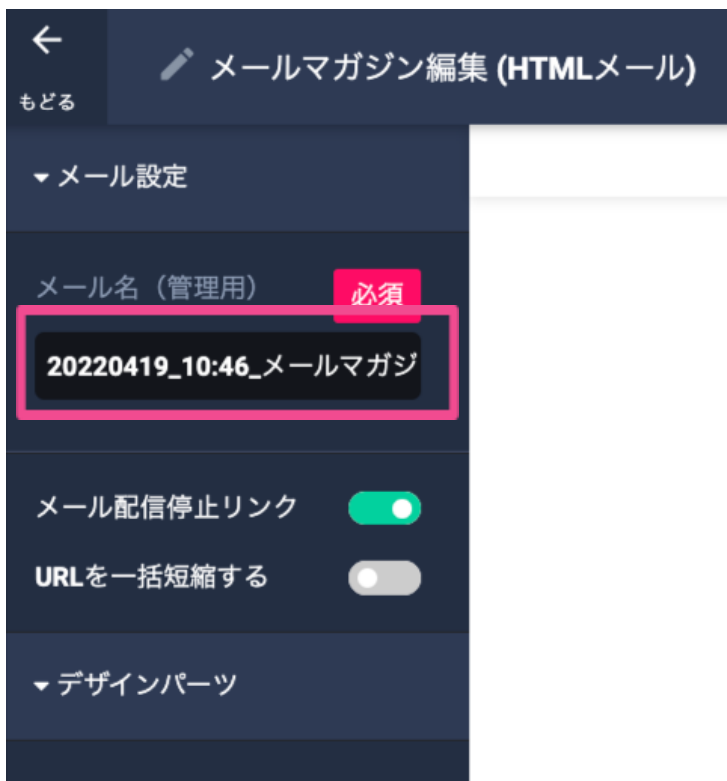 もどる
メールマガジン編集 (HTMLメール)
メール設定
メール名（管理用）
必須
20220419_10:46_メールマガジ
メール配信停止リンク
URLを一括短縮する
デザインパーツ